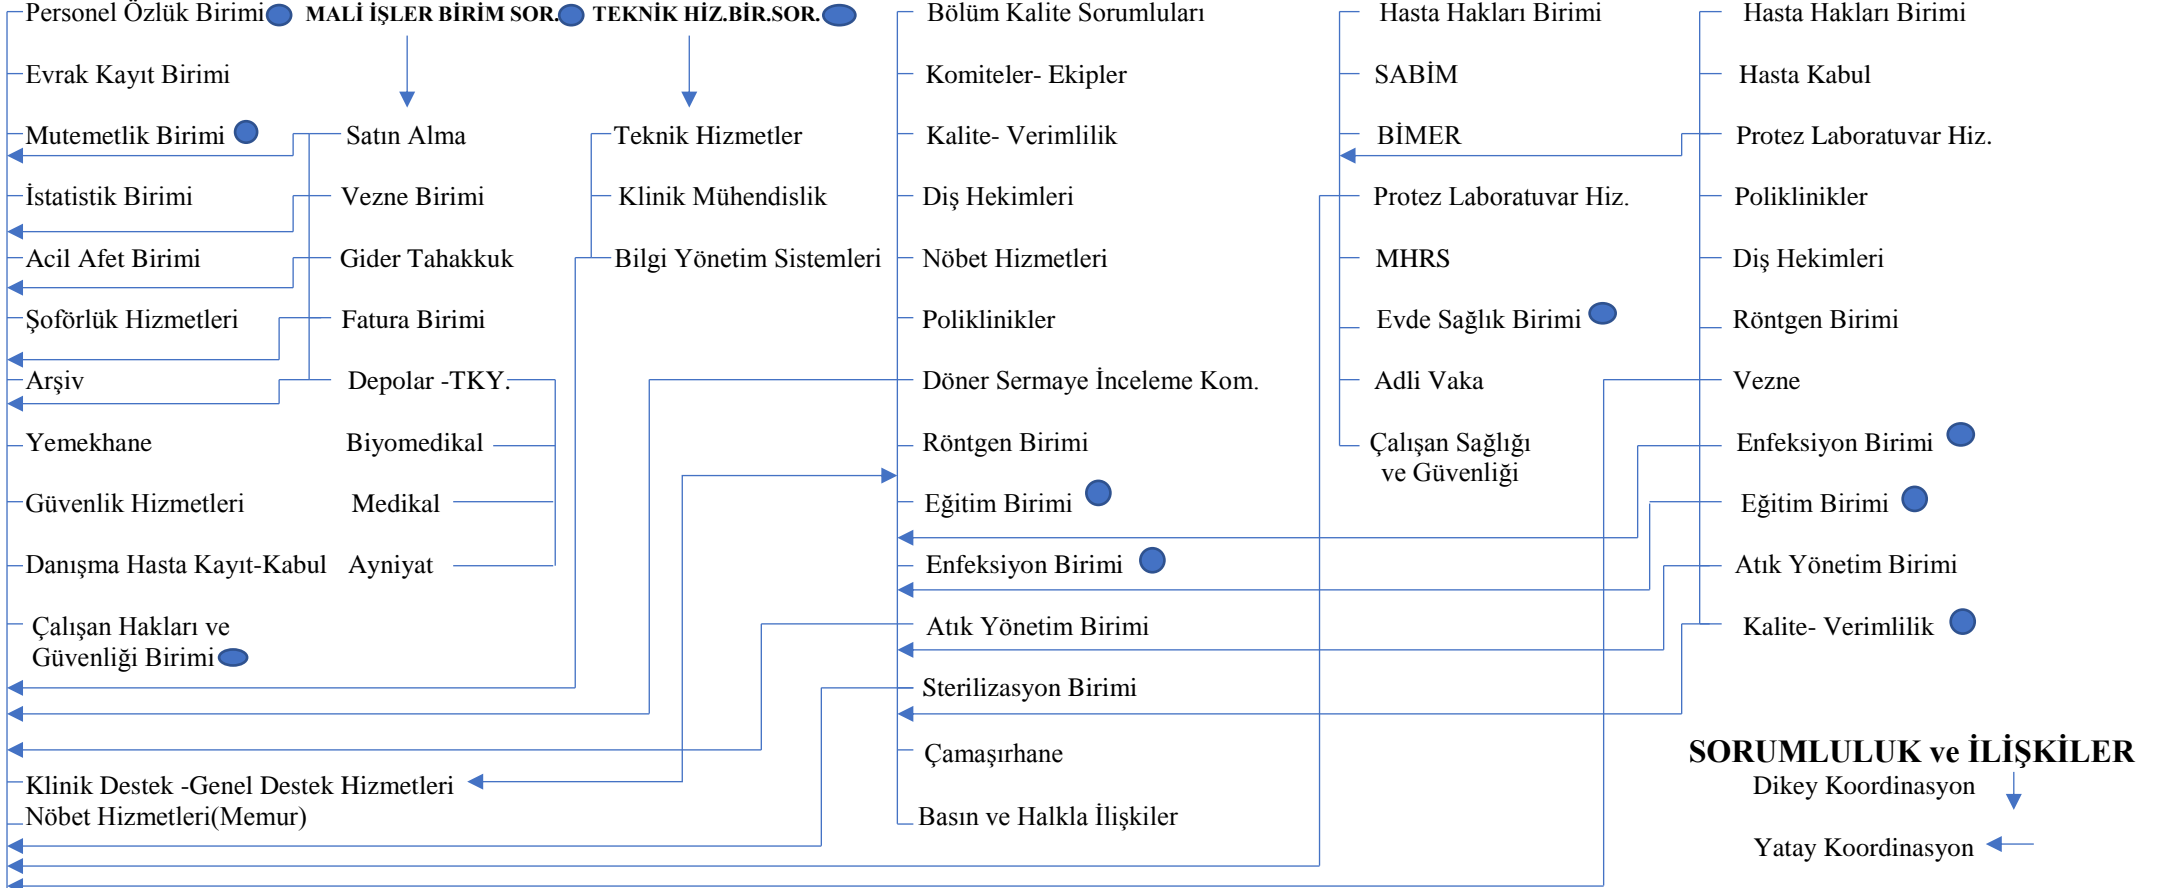 Personel Özlük Birimi
Evrak Kayıt Birimi
Mutemetlik Birimi
İstatistik Birimi
Acil Afet Birimi
Şoförlük Hizmetleri
Arşiv
Yemekhane
Güvenlik Hizmetleri
Danışma Hasta Kayıt-Kabul
Çalışan Hakları ve
Güvenliği Birimi
Klinik Destek -Genel Destek Hizmetleri
Nöbet Hizmetleri(Memur)
MALİ İŞLER BİRİM SOR.
Satın Alma
Vezne Birimi
Gider Tahakkuk
Fatura Birimi
Depolar -TKY.
Biyomedikal
Medikal
Ayniyat
TEKNİK HİZ.BİR.SOR.
Teknik Hizmetler
Klinik Mühendislik
Bilgi Yönetim Sistemleri
Bölüm Kalite Sorumluları
Komiteler- Ekipler
Kalite- Verimlilik
Diş Hekimleri
Nöbet Hizmetleri
Poliklinikler
Döner Sermaye İnceleme Kom.
Röntgen Birimi
Eğitim Birimi
Enfeksiyon Birimi
Atık Yönetim Birimi
Sterilizasyon Birimi
Çamaşırhane
Basın ve Halkla İlişkiler
Hasta Hakları Birimi
SABİM
BİMER
Protez Laboratuvar Hiz.
MHRS
Evde Sağlık Birimi
Adli Vaka
Çalışan Sağlığı
ve Güvenliği
Hasta Hakları Birimi
Hasta Kabul
Protez Laboratuvar Hiz.
Poliklinikler
Diş Hekimleri
Röntgen Birimi
Vezne
Enfeksiyon Birimi
Eğitim Birimi
Atık Yönetim Birimi
Kalite- Verimlilik
SORUMLULUK ve İLİŞKİLER
Dikey Koordinasyon
Yatay Koordinasyon